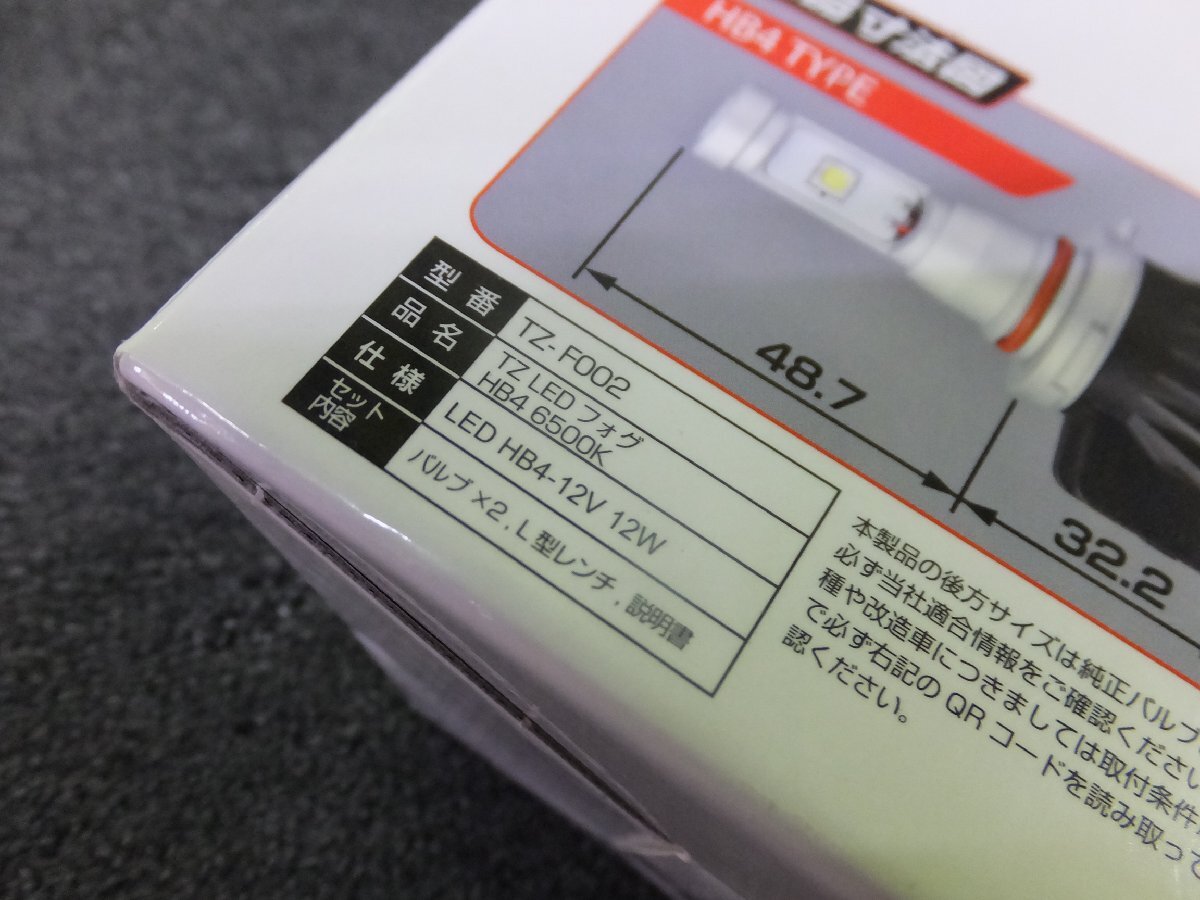 寸法図
HB4 TYPE
48.7
32.2
型番 TZ-F002
品名 TZ LED フォグ
HB4 6500K
仕様 LED HB4-12V 12W
セット
内容
バルブ×2, L型レンチ, 説明書
本製品の後方サイズは純正バルブ
必ず当社適合情報をご確認ください
種や改造車につきましては取付条件
で必ず右記の QR コードを読み取って
認ください。